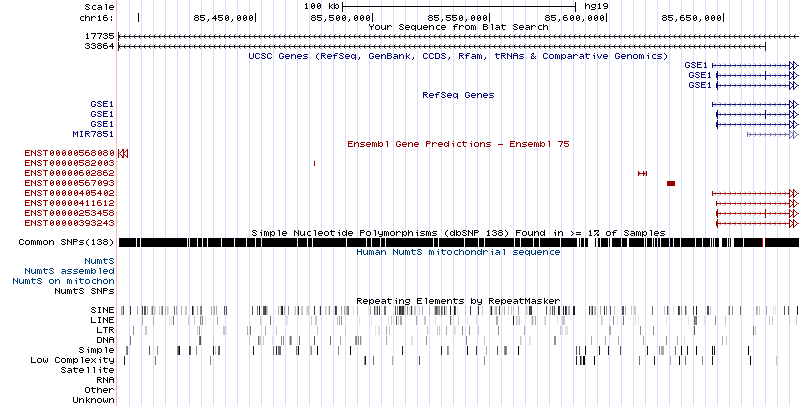 Scale 100 kb hg19
chr16: 85,450,000 85,500,000 85,550,000 85,600,000 85,650,000
Your Sequence from Blat Search
17735
33864
UCSC Genes (RefSeq, GenBank, CCDS, Rfam, tRNAs & Comparative Genomics)
GSE1
GSE1
GSE1
RefSeq Genes
GSE1
GSE1
GSE1
MIR7851
Ensembl Gene Predictions - Ensembl 75
ENST00000568080
ENST00000582003
ENST00000602862
ENST00000567093
ENST00000405402
ENST00000411612
ENST00000253458
ENST00000393243
Simple Nucleotide Polymorphisms (dbSNP 138) Found in >= 1% of Samples
Common SNPs(138)
Human NumtS mitochondrial sequence
NumtS
NumtS assembled
NumtS on mitochon
NumtS SNPs
Repeating Elements by RepeatMasker
SINE
LINE
LTR
DNA
Simple
Low Complexity
Satellite
RNA
Other
Unknown